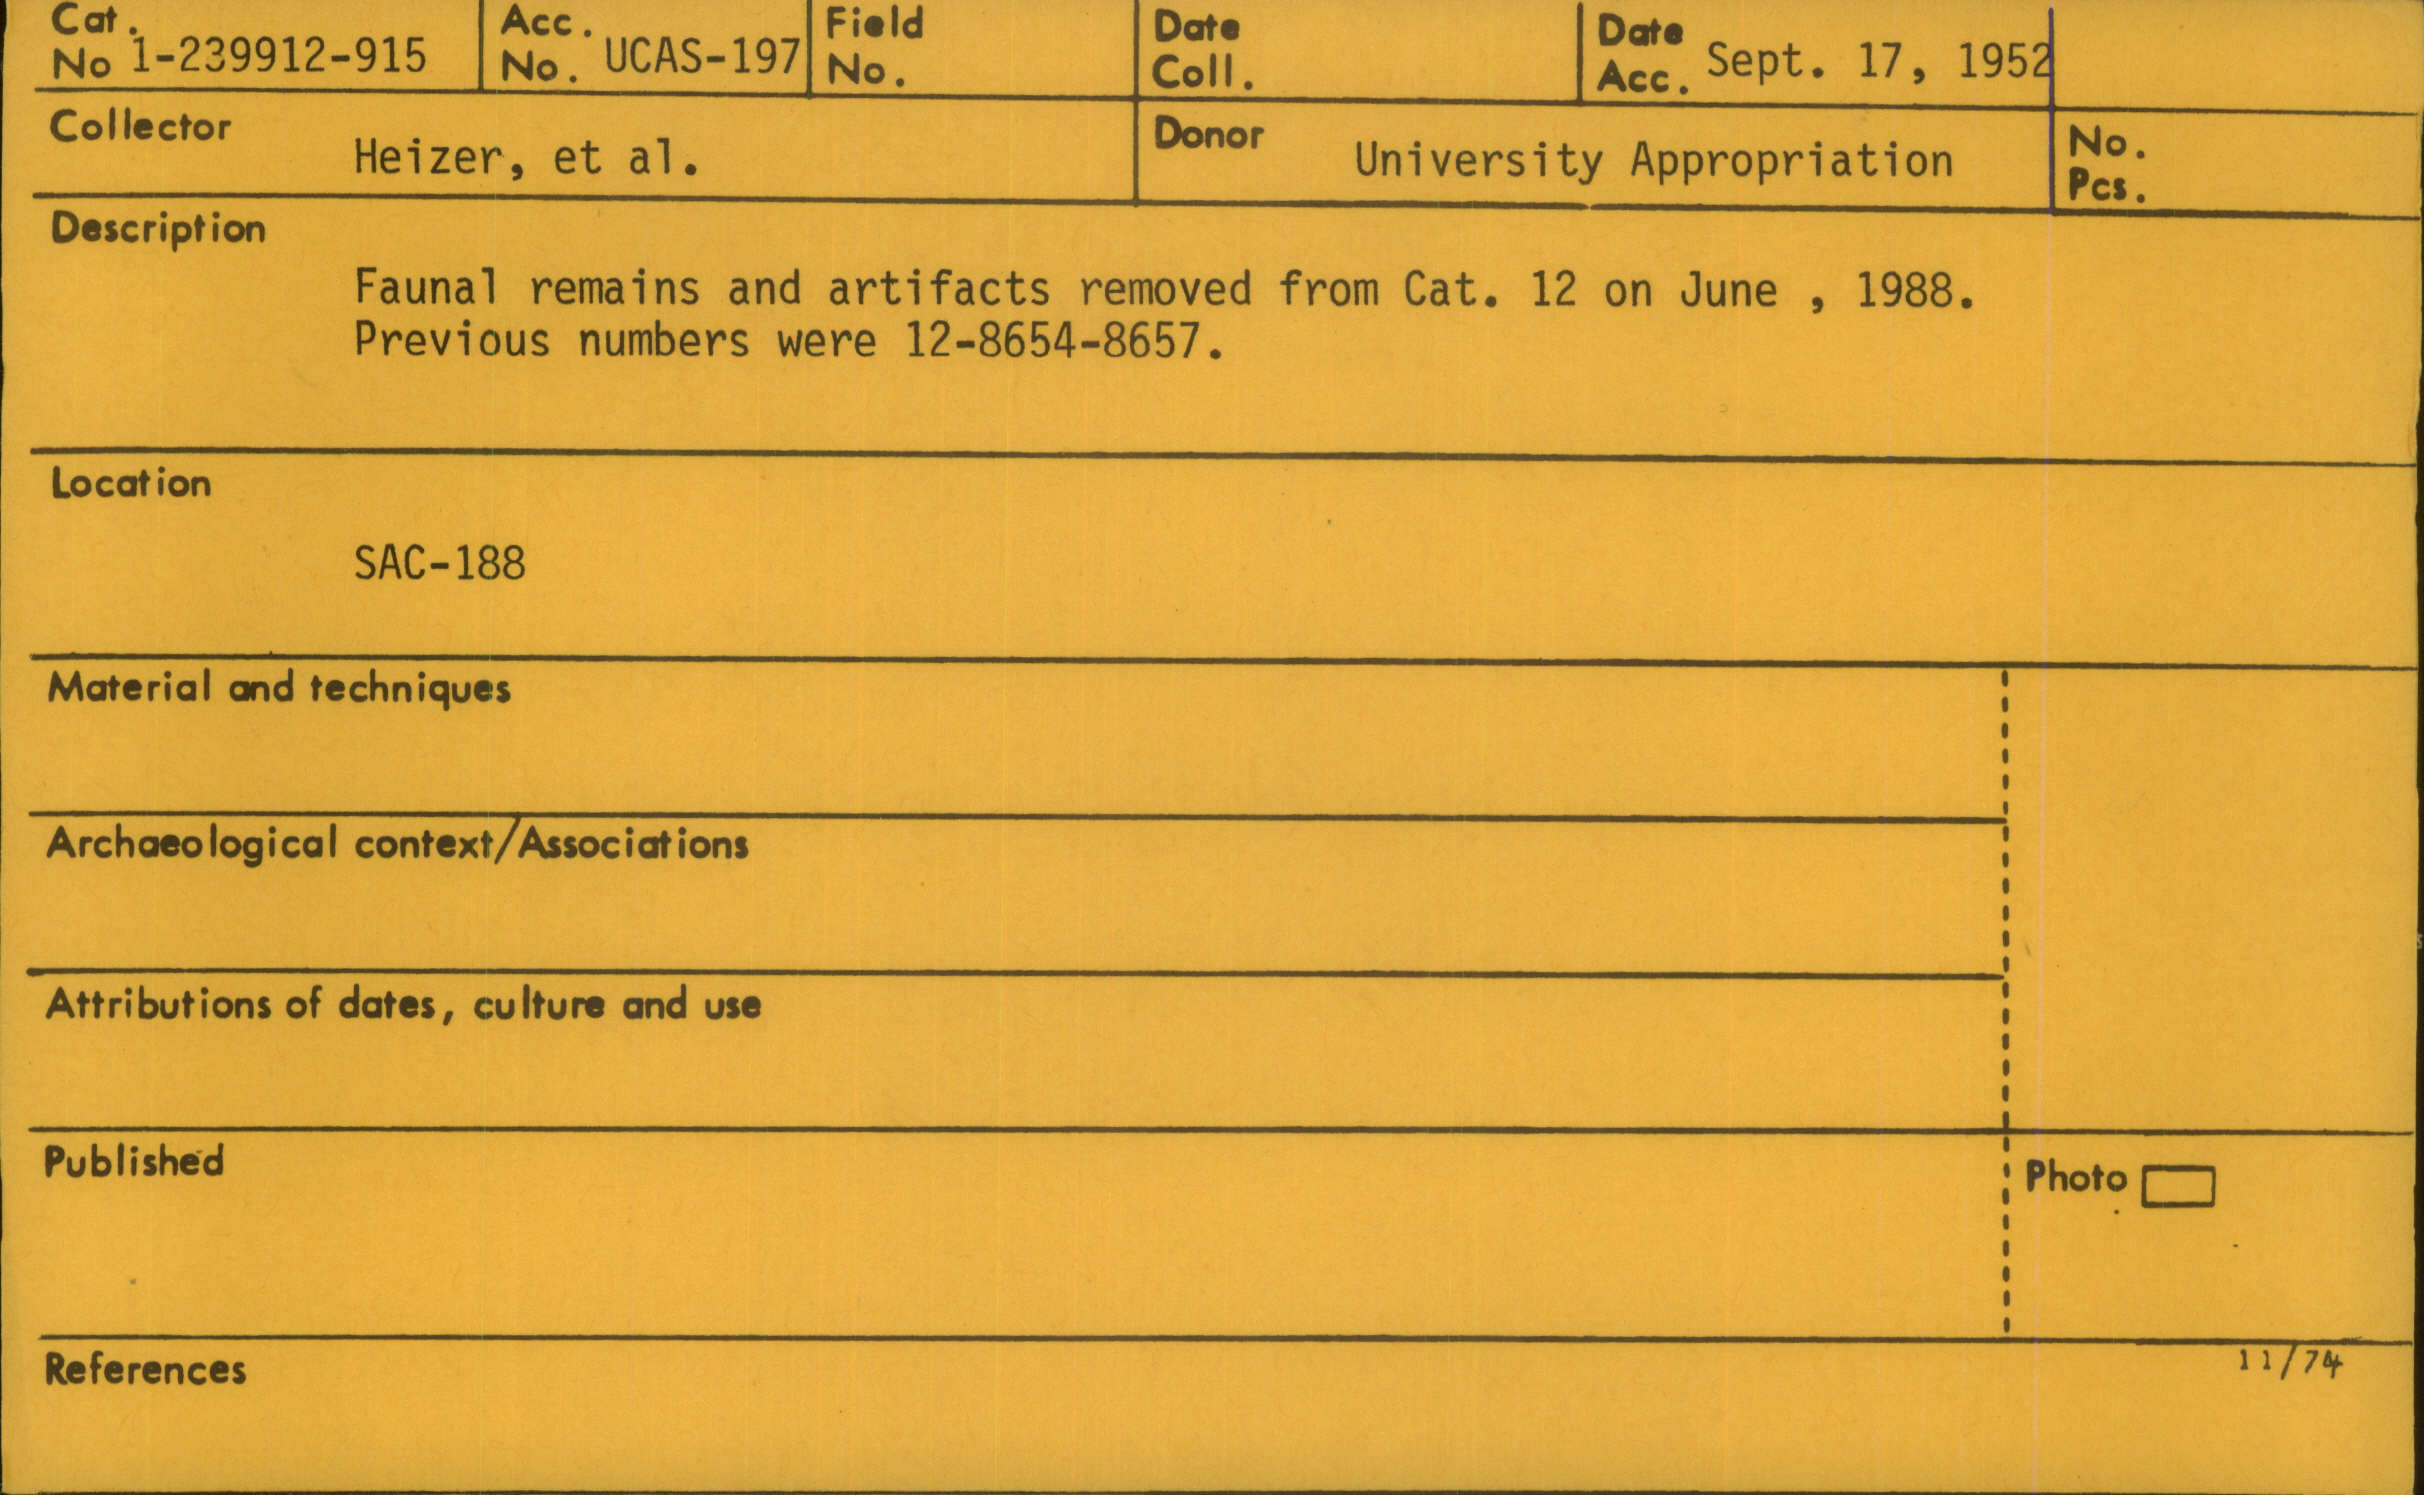 Cat. No 1-239912-915
Acc. No. UCAS-197
Field No.
Date Coll.
Date Acc. Sept. 17, 1952
Collector
Heizer, et al.
Donor
University Appropriation
No. Pcs.
Description
Faunal remains and artifacts removed from Cat. 12 on June , 1988.
Previous numbers were 12-8654-8657.
Location
SAC-188
Material and techniques
Archaeological context/Associations
Attributions of dates, culture and use
Published
Photo
References
11/74